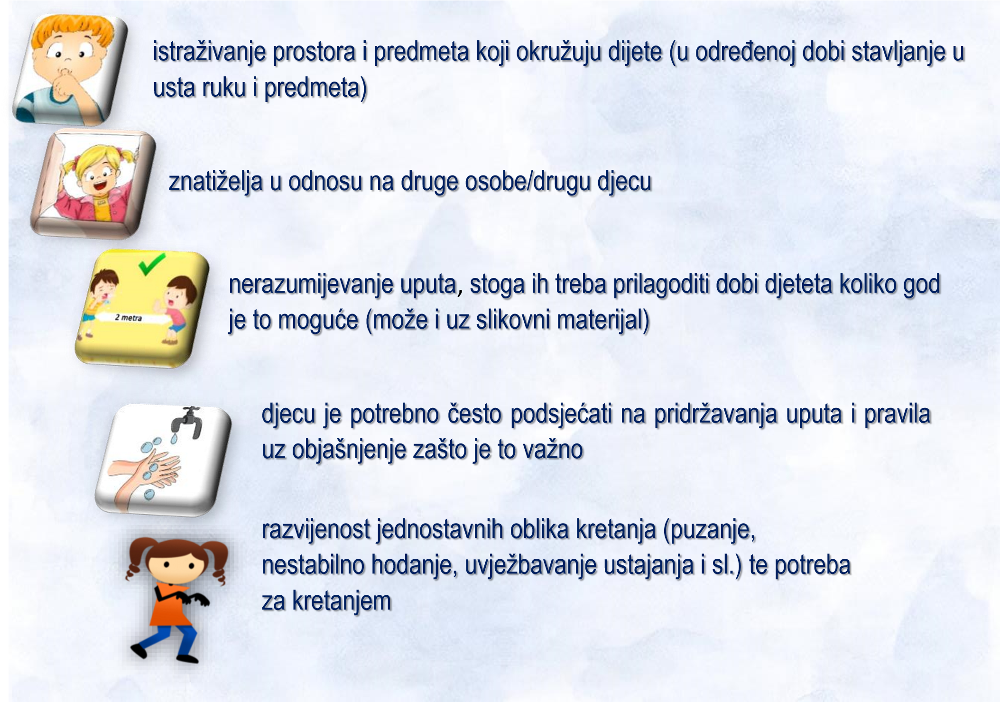 istraživanje prostora i predmeta koji okružuju dijete (u određenoj dobi stavljanje u
usta ruku i predmeta)
znatiželja u odnosu na druge osobe/drugu djecu
2 metra
nerazumijevanje uputa, stoga ih treba prilagoditi dobi djeteta koliko god
je to moguće (može i uz slikovni materijal)
djecu je potrebno često podsjećati na pridržavanja uputa i pravila
uz objašnjenje zašto je to važno
razvijenost jednostavnih oblika kretanja (puzanje,
nestabilno hodanje, uvježbavanje ustajanja i sl.) te potreba
za kretanjem